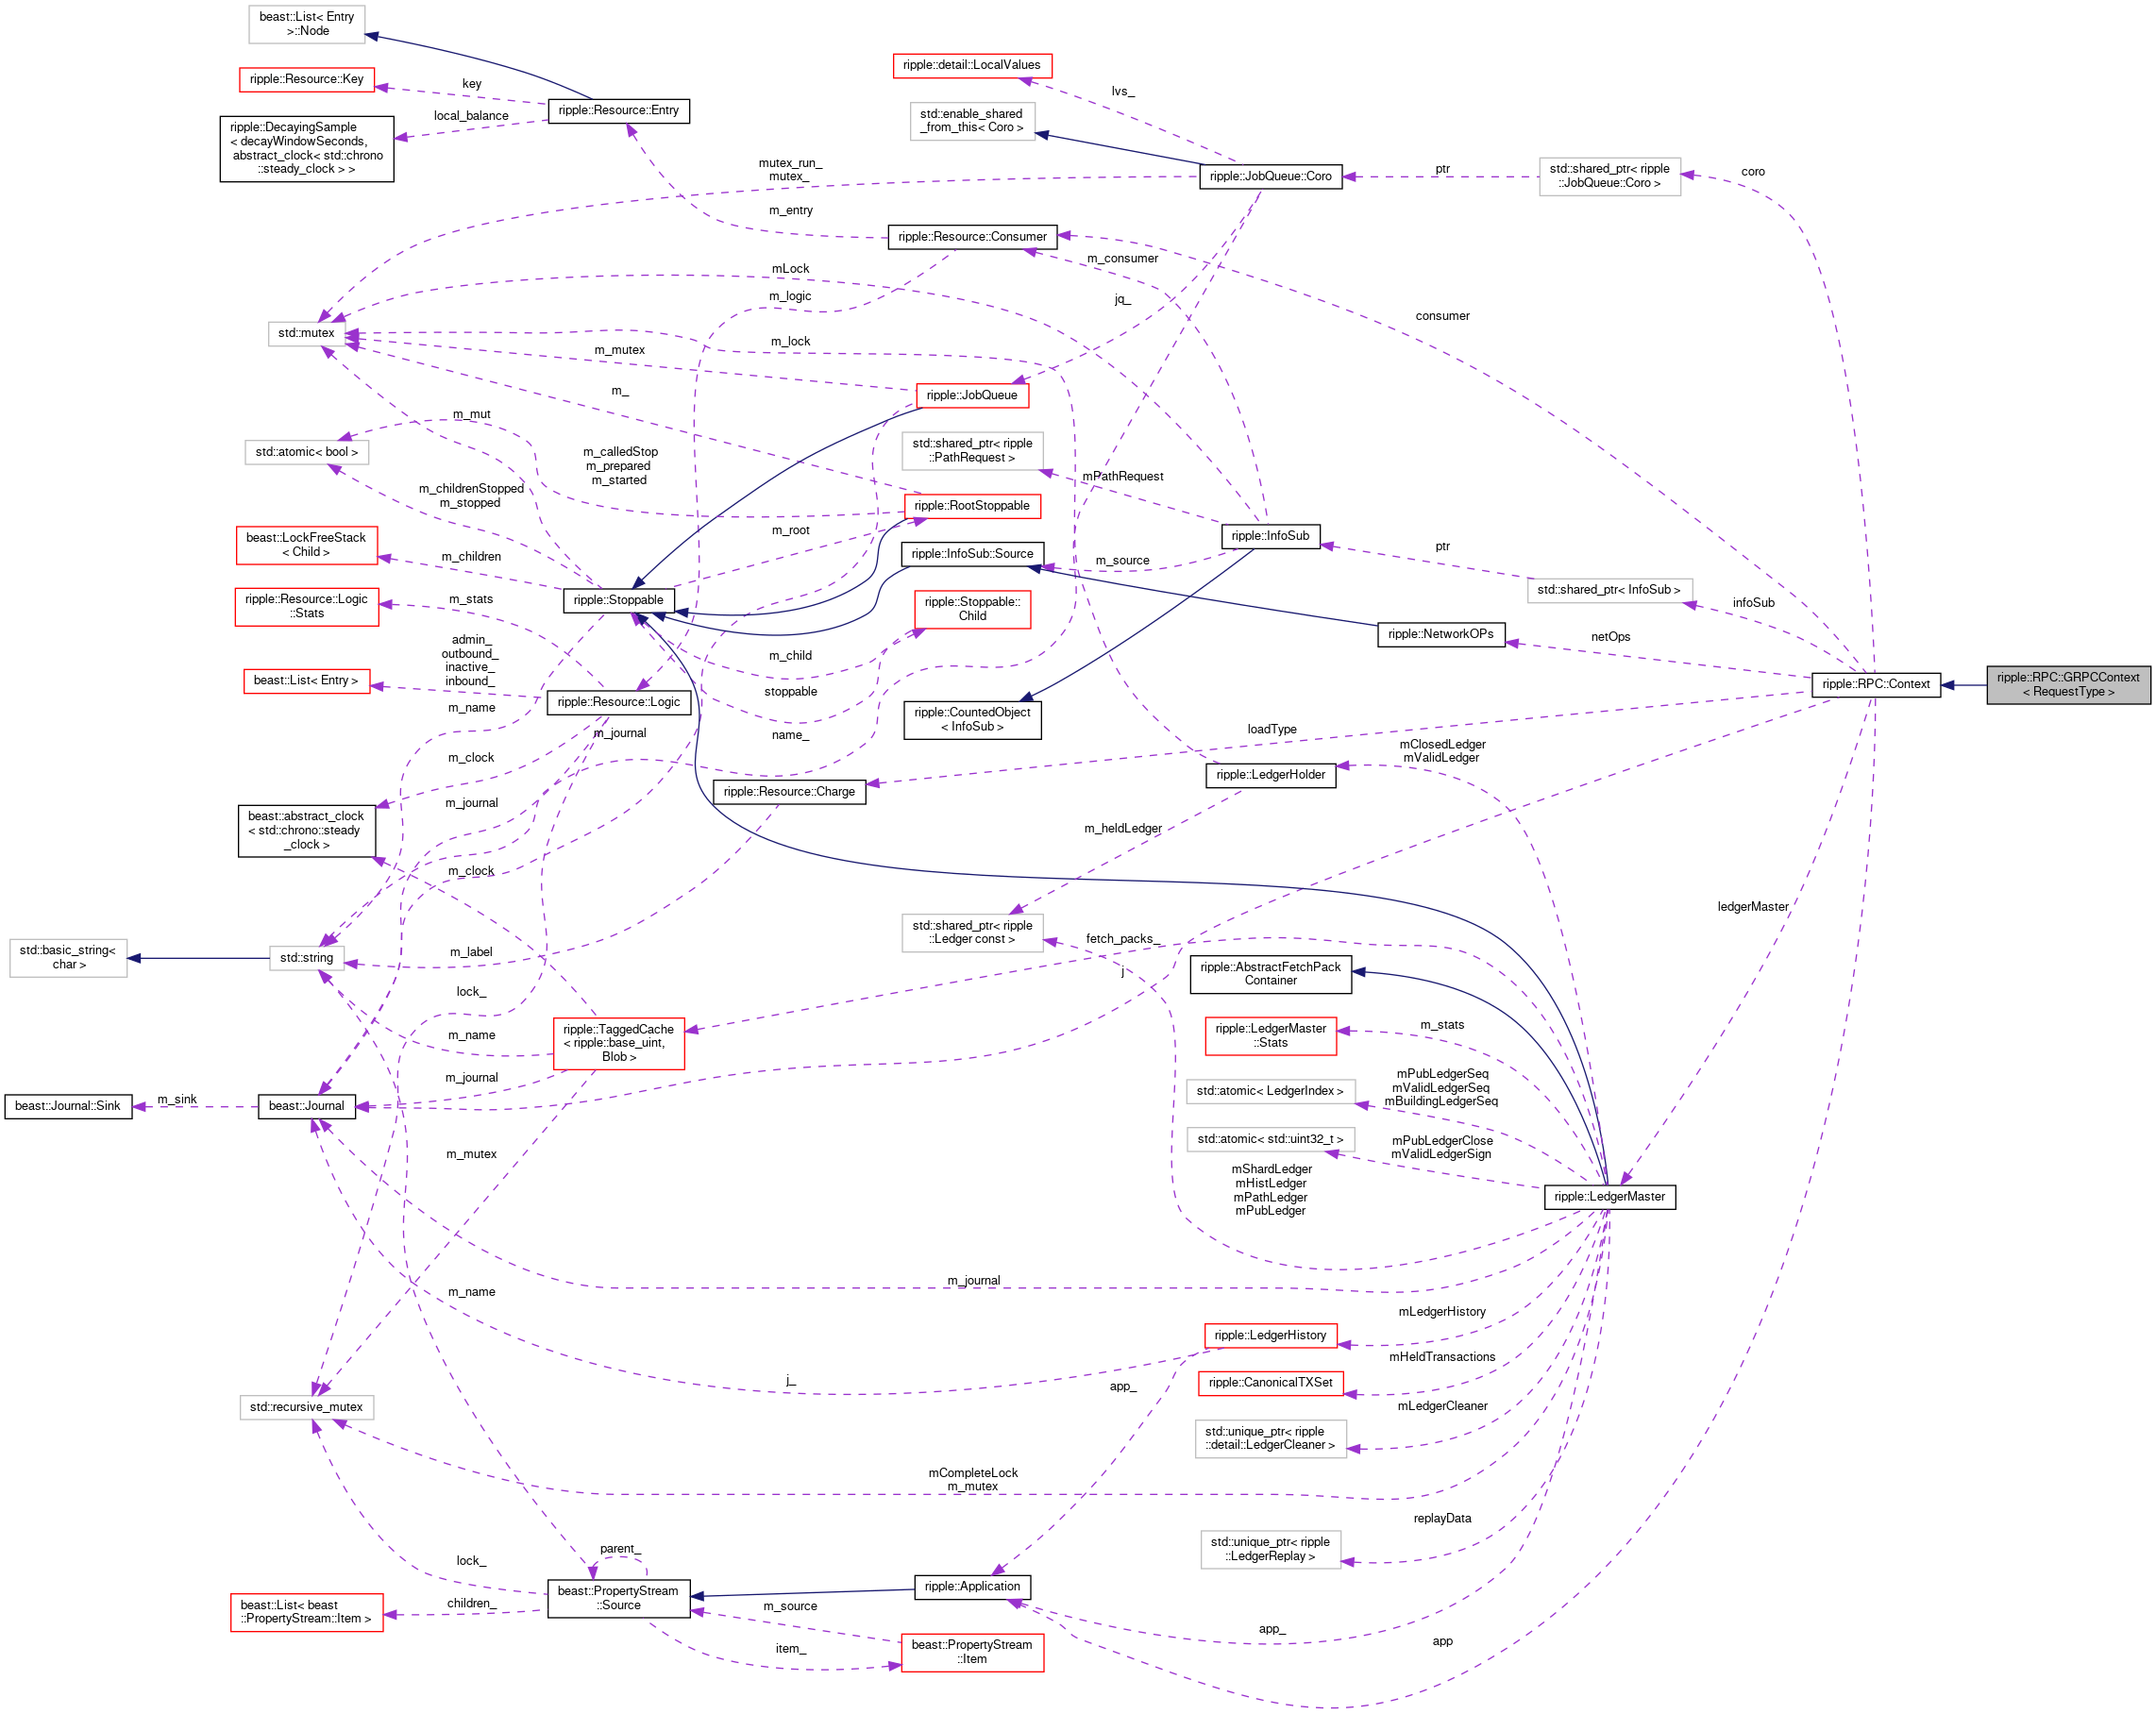 beast::List< Entry
>::Node
ripple::Resource::Key
ripple::DecayingSample
< decayWindowSeconds,
abstract_clock< std::chrono
::steady_clock > >
key
local_balance
ripple::Resource::Entry
ripple::detail::LocalValues
std::enable_shared
_from_this< Coro >
lvs_
ripple::JobQueue::Coro
ptr
std::shared_ptr< ripple
::JobQueue::Coro >
coro
mutex_run_
mutex_
m_entry
ripple::Resource::Consumer
m_consumer
mLock
m_logic
jq_
consumer
std::mutex
m_lock
m_mutex
m_
ripple::JobQueue
m_mut
std::atomic< bool >
m_calledStop
m_prepared
m_started
std::shared_ptr< ripple
::PathRequest >
mPathRequest
m_childrenStopped
m_stopped
ripple::RootStoppable
m_root
beast::LockFreeStack
< Child >
m_children
ripple::InfoSub::Source
m_source
ripple::InfoSub
ptr
std::shared_ptr< InfoSub >
infoSub
ripple::Resource::Logic
::Stats
m_stats
ripple::Stoppable
ripple::Stoppable::
Child
m_child
stoppable
ripple::NetworkOPs
netOps
admin_
outbound_
inactive_
inbound_
beast::List< Entry >
m_name
ripple::Resource::Logic
m_journal
name_
ripple::CountedObject
< InfoSub >
ripple::RPC::Context
ripple::RPC::GRPCContext
< RequestType >
loadType
mClosedLedger
mValidLedger
m_clock
m_journal
ripple::Resource::Charge
ripple::LedgerHolder
beast::abstract_clock
< std::chrono::steady
_clock >
m_heldLedger
m_clock
ledgerMaster
std::shared_ptr< ripple
::Ledger const >
fetch_packs_
j
std::basic_string<
char >
std::string
m_label
lock_
ripple::AbstractFetchPack
Container
m_name
ripple::TaggedCache
< ripple::base_uint,
Blob >
ripple::LedgerMaster
::Stats
m_stats
m_journal
beast::Journal::Sink
m_sink
beast::Journal
std::atomic< LedgerIndex >
mPubLedgerSeq
mValidLedgerSeq
mBuildingLedgerSeq
std::atomic< std::uint32_t >
mPubLedgerClose
mValidLedgerSign
m_mutex
mShardLedger
mHistLedger
mPathLedger
mPubLedger
ripple::LedgerMaster
m_name
m_journal
mLedgerHistory
ripple::LedgerHistory
mHeldTransactions
j_
app_
ripple::CanonicalTXSet
std::recursive_mutex
mLedgerCleaner
std::unique_ptr< ripple
::detail::LedgerCleaner >
mCompleteLock
m_mutex
replayData
std::unique_ptr< ripple
::LedgerReplay >
lock_
parent_
beast::PropertyStream
::Source
ripple::Application
beast::List< beast
::PropertyStream::Item >
children_
m_source
item_
beast::PropertyStream
::Item
app_
app